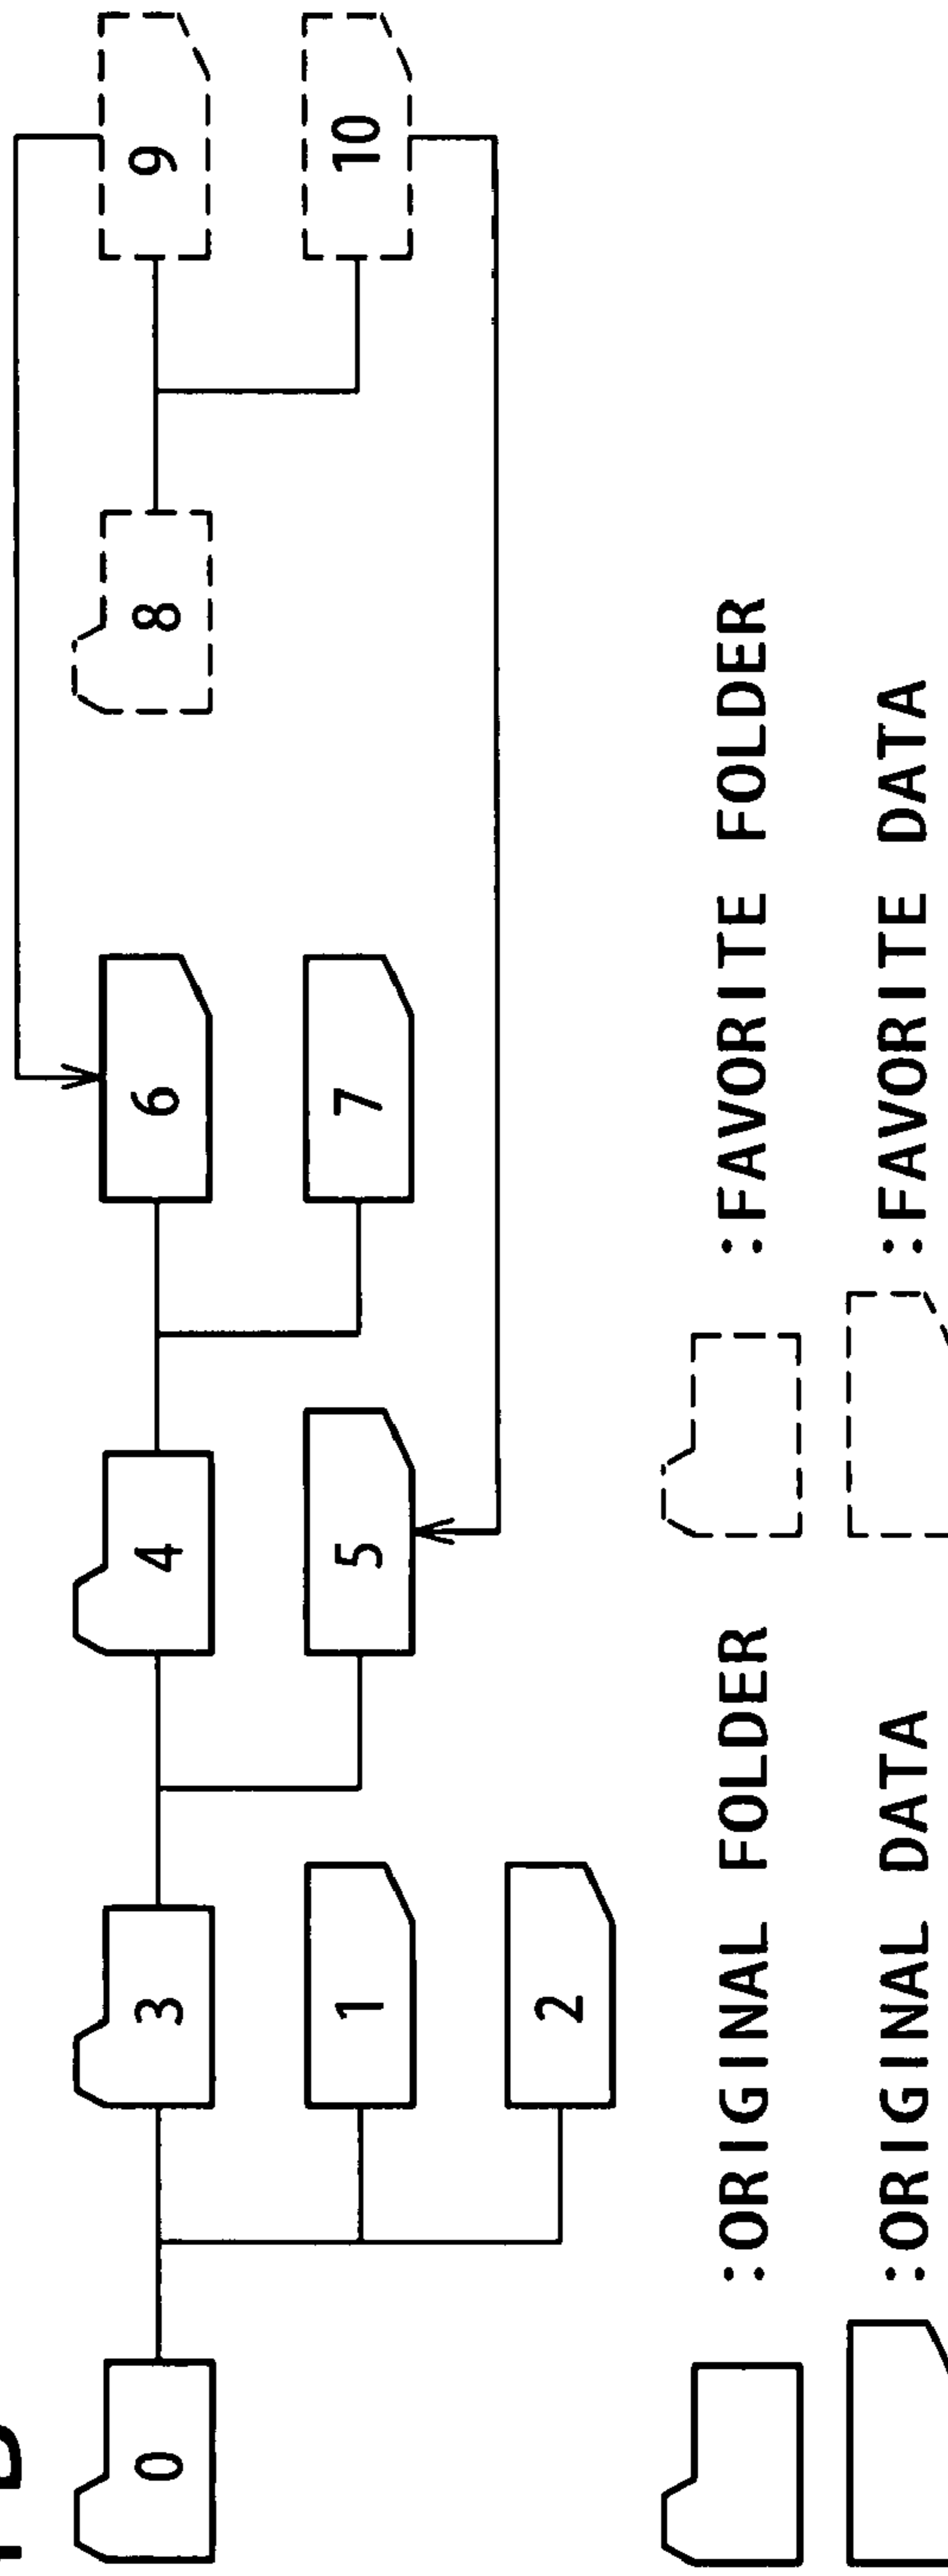 0 3 4 6 8 9
1 5 7 10
2
:ORIGINAL FOLDER :FAVORITE FOLDER
:ORIGINAL DATA :FAVORITE DATA